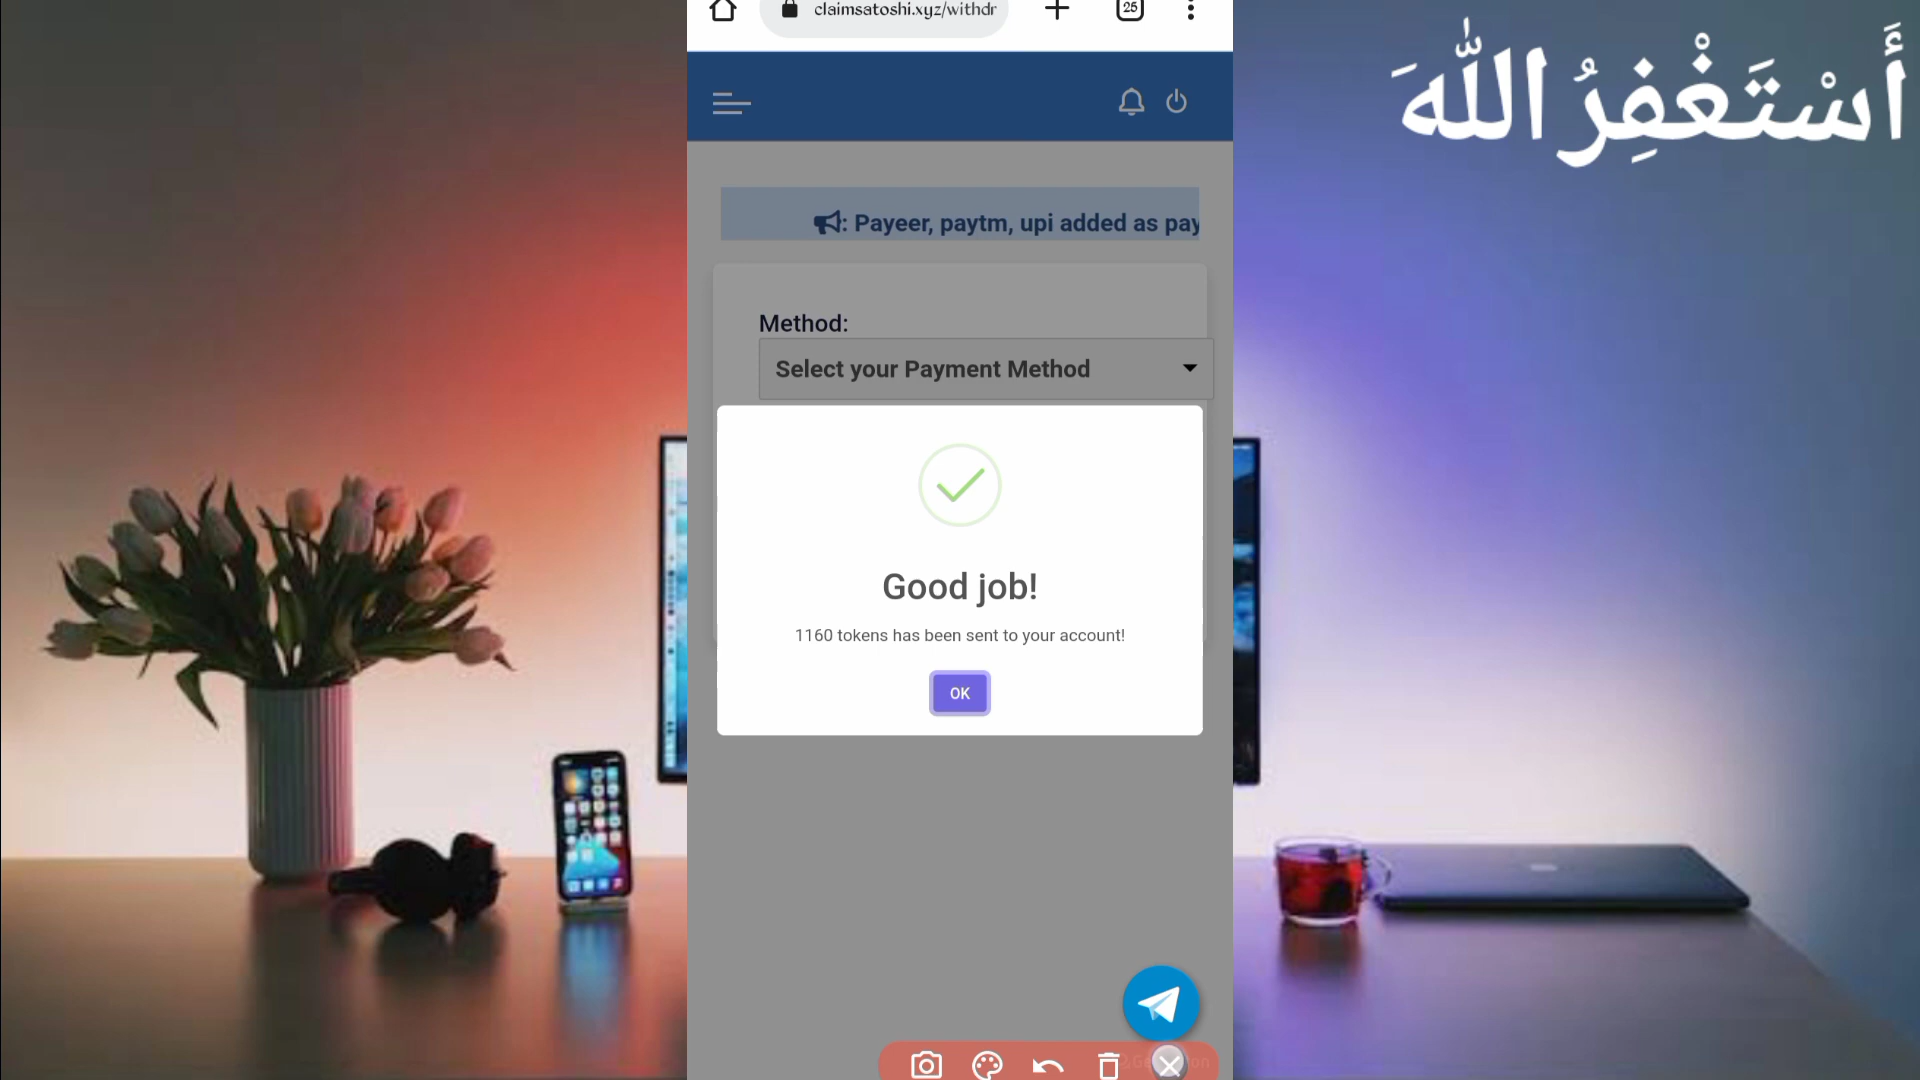 claimsatoshi.xyz/withdr
25
أَسْتَغْفِرُ اللّٰهَ
: Payeer, paytm, upi added as pay
Method:
Select your Payment Method
Good job!
1160 tokens has been sent to your account!
OK